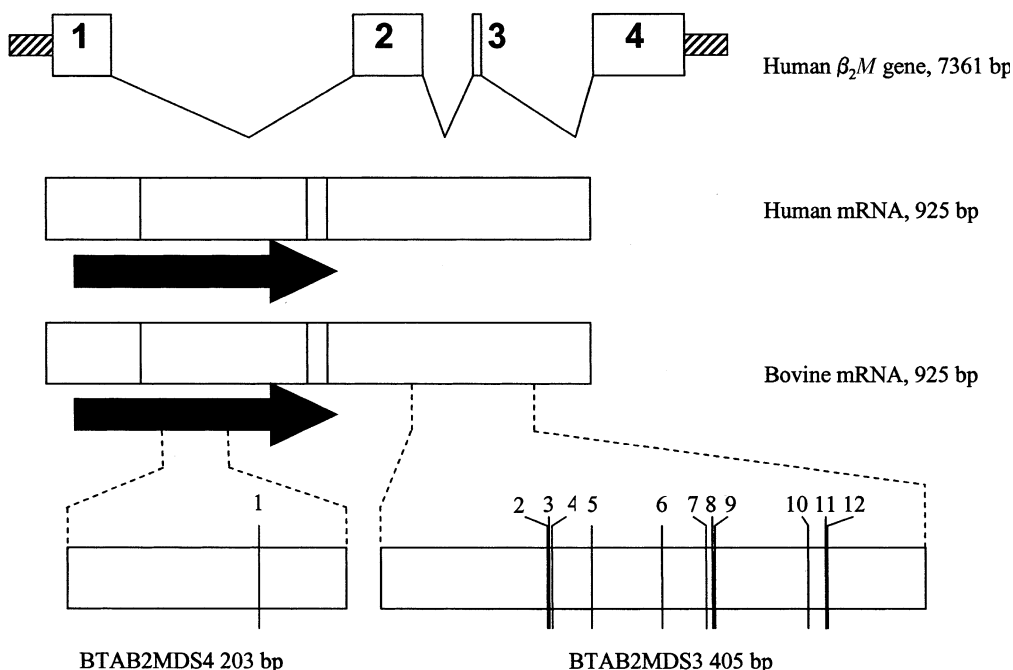 1 2 3 4
Human β₂M gene, 7361 bp
Human mRNA, 925 bp
Bovine mRNA, 925 bp
1
2 3 4 5 6 7 8 9 10 11 12
BTAB2MDS4 203 bp
BTAB2MDS3 405 bp